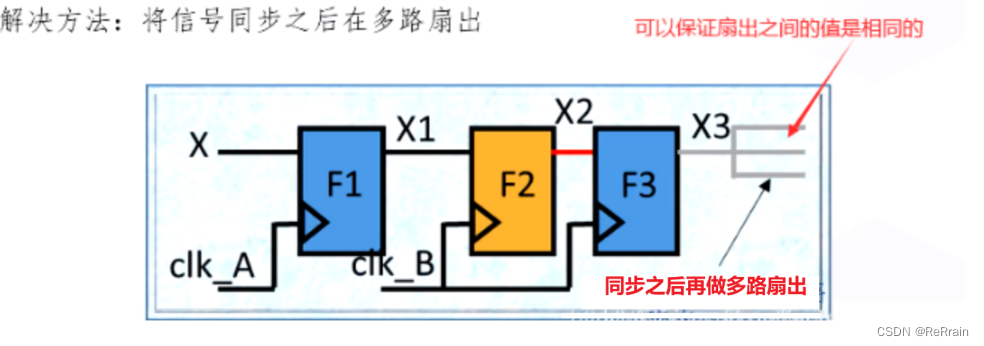 解决方法：将信号同步之后在多路扇出
可以保证扇出之间的值是相同的
X
X1
X2
X3
F1
F2
F3
clk_A
clk_B
同步之后再做多路扇出
CSDN @ReRrain